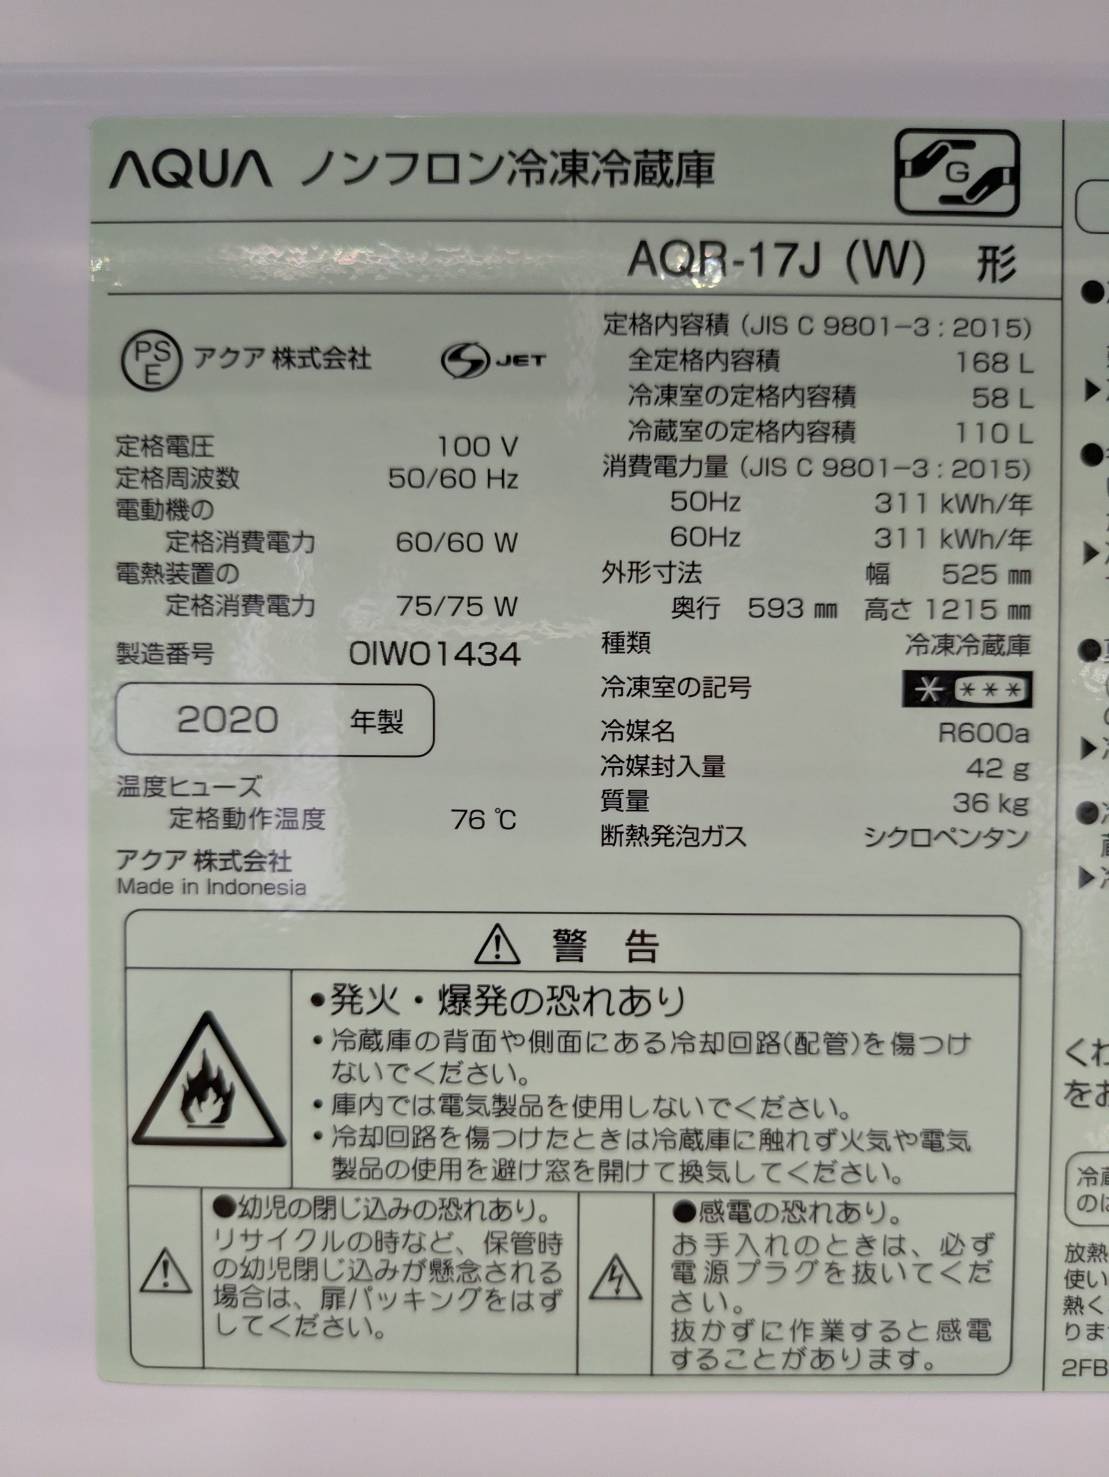 AQUA ノンフロン冷凍冷蔵庫
G
AQR-17J (W) 形
PS E アクア 株式会社 S JET
定格電圧 100 V
定格周波数 50/60 Hz
電動機の
定格消費電力 60/60 W
電熱装置の
定格消費電力 75/75 W
製造番号 OIW01434
2020 年製
温度ヒューズ
定格動作温度 76 ℃
アクア 株式会社
Made in Indonesia
定格内容積 (JIS C 9801-3 : 2015)
全定格内容積 168 L
冷凍室の定格内容積 58 L
冷蔵室の定格内容積 110 L
消費電力量 (JIS C 9801-3 : 2015)
50Hz 311 kWh/年
60Hz 311 kWh/年
外形寸法 幅 525 ㎜
奥行 593 ㎜ 高さ 1215 ㎜
種類 冷凍冷蔵庫
冷凍室の記号 * ***
冷媒名 R600a
冷媒封入量 42 g
質量 36 kg
断熱発泡ガス シクロペンタン
警 告
●発火・爆発の恐れあり
・冷蔵庫の背面や側面にある冷却回路(配管)を傷つけ
ないでください。
・庫内では電気製品を使用しないでください。
・冷却回路を傷つけたときは冷蔵庫に触れず火気や電気
製品の使用を避け窓を開けて換気してください。
●幼児の閉じ込みの恐れあり。
リサイクルの時など、保管時
の幼児閉じ込みが懸念される
場合は、扉パッキングをはず
してください。
●感電の恐れあり。
お手入れのときは、必ず
電源プラグを抜いてくだ
さい。
抜かずに作業すると感電
することがあります。
くわ
をお
冷蔵
のは
放熱
使い
熱く
りま
2FB